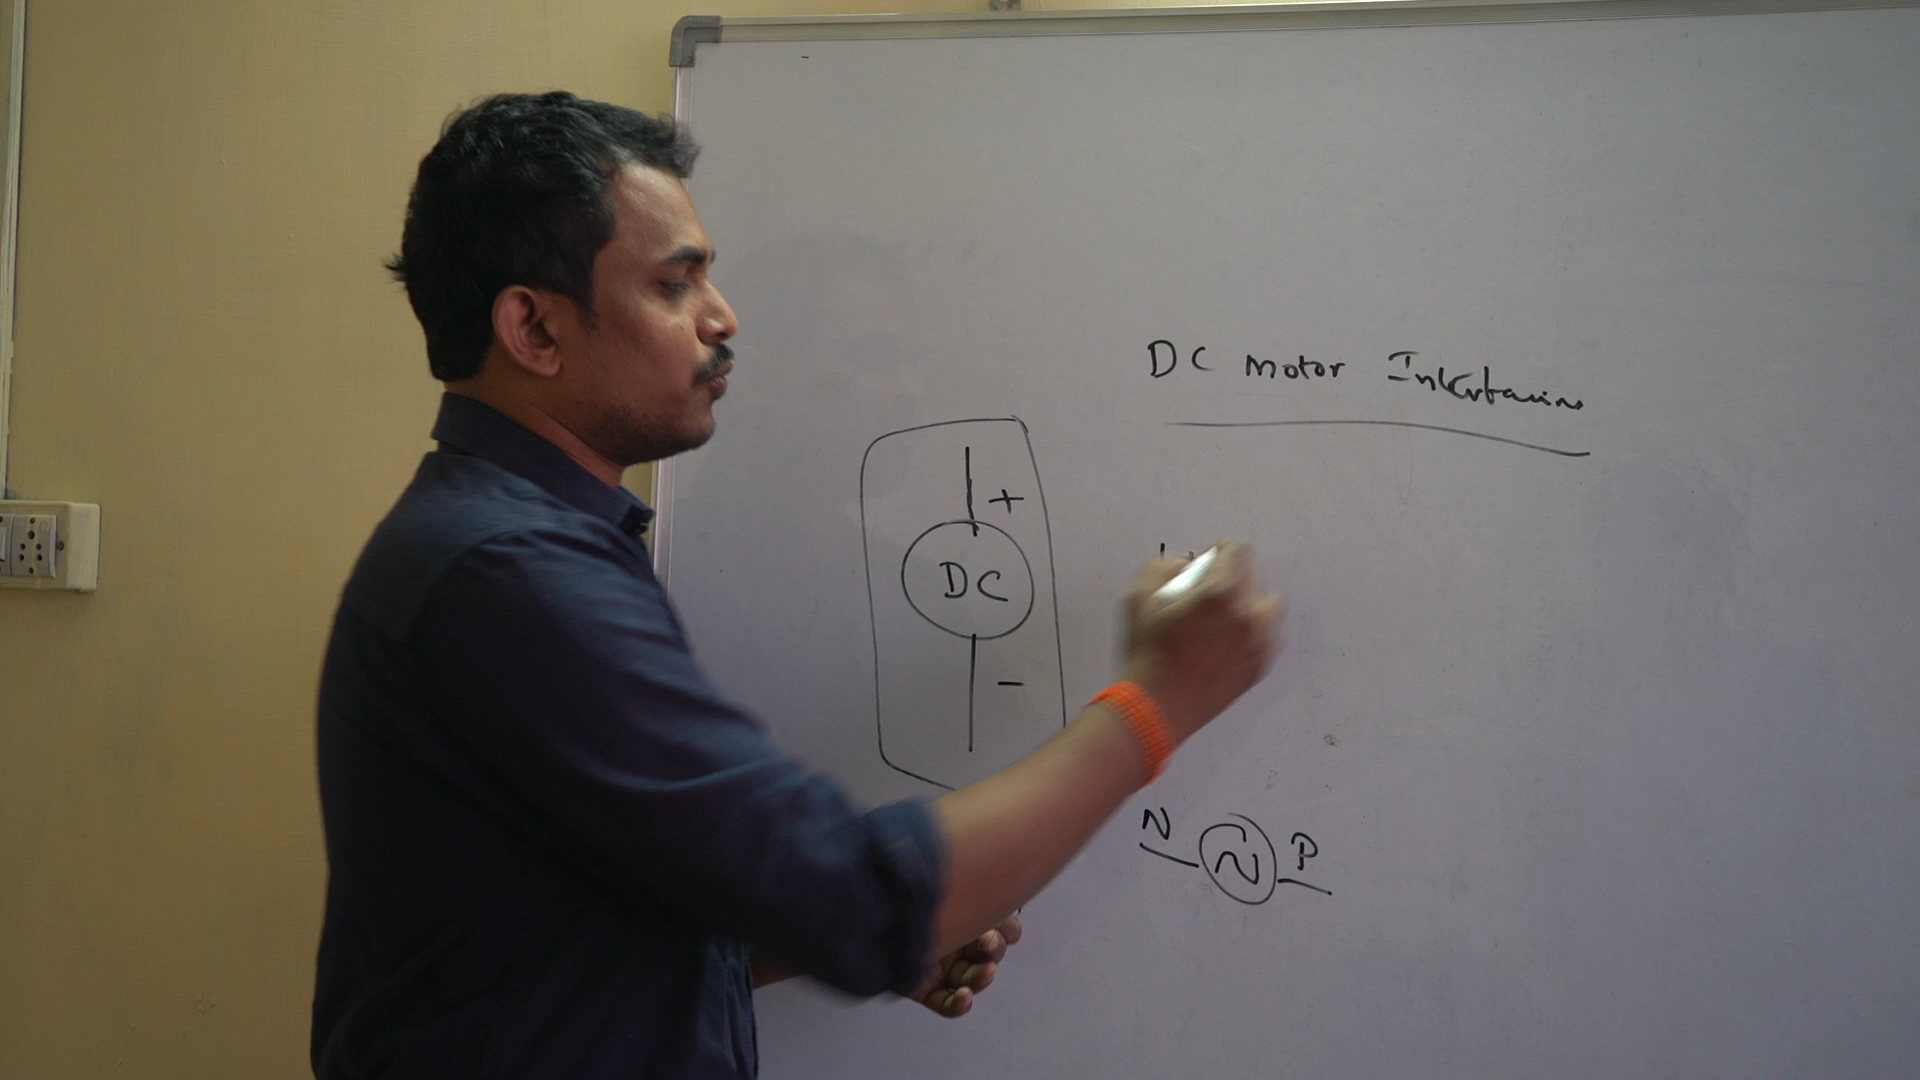 DC Motor
+
DC
-
N P